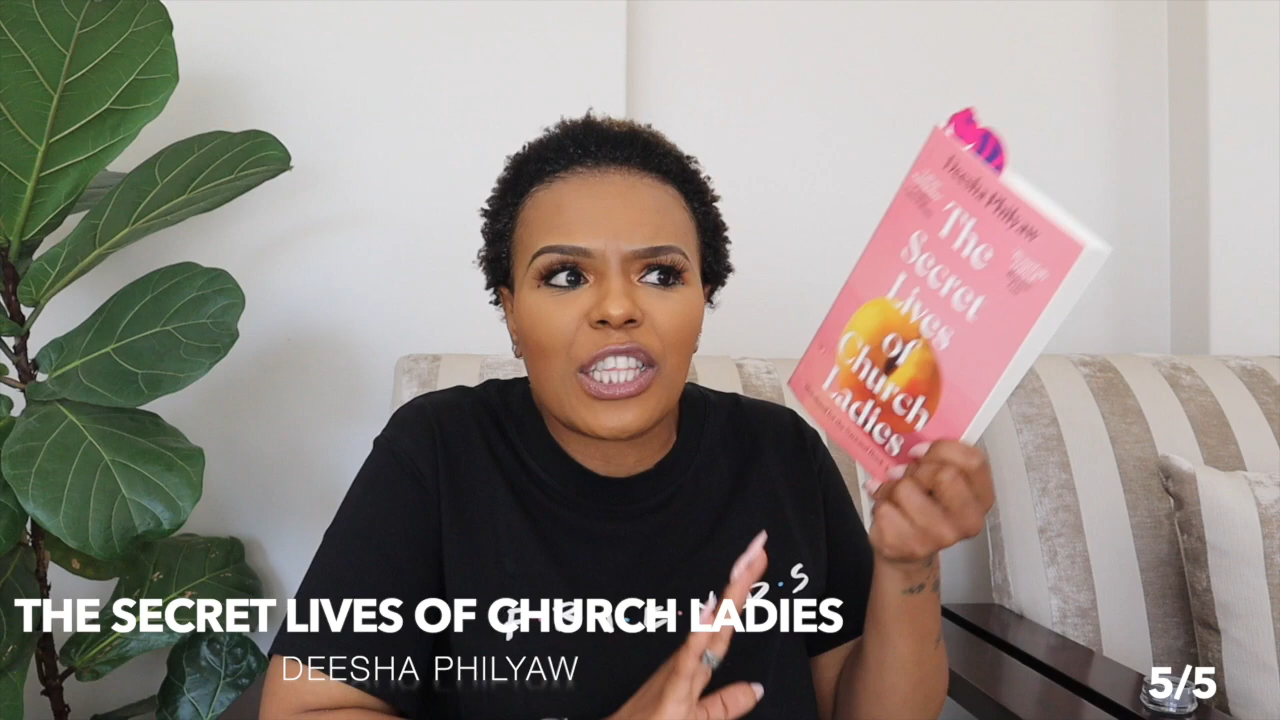 Deesha Philyaw
The
Secret
Lives
of
Church
Ladies
THE SECRET LIVES OF CHURCH LADIES
DEESHA PHILYAW
5/5